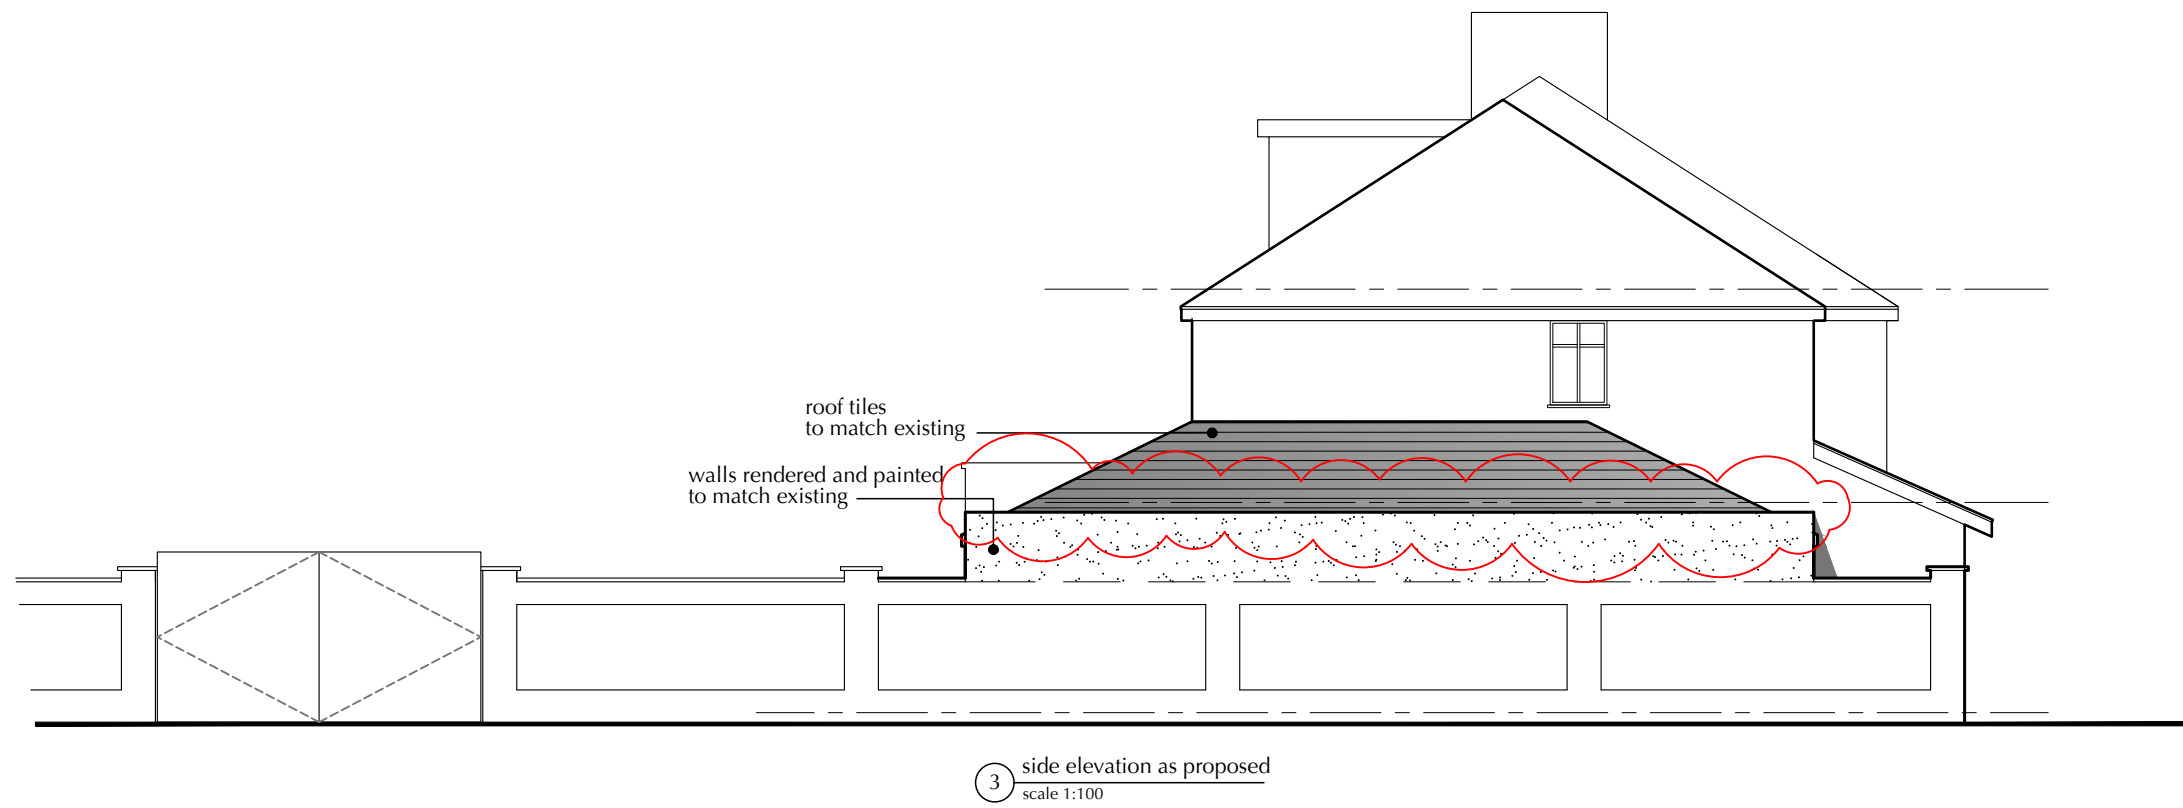 roof tiles
to match existing
walls rendered and painted
to match existing
3
side elevation as proposed
scale 1:100